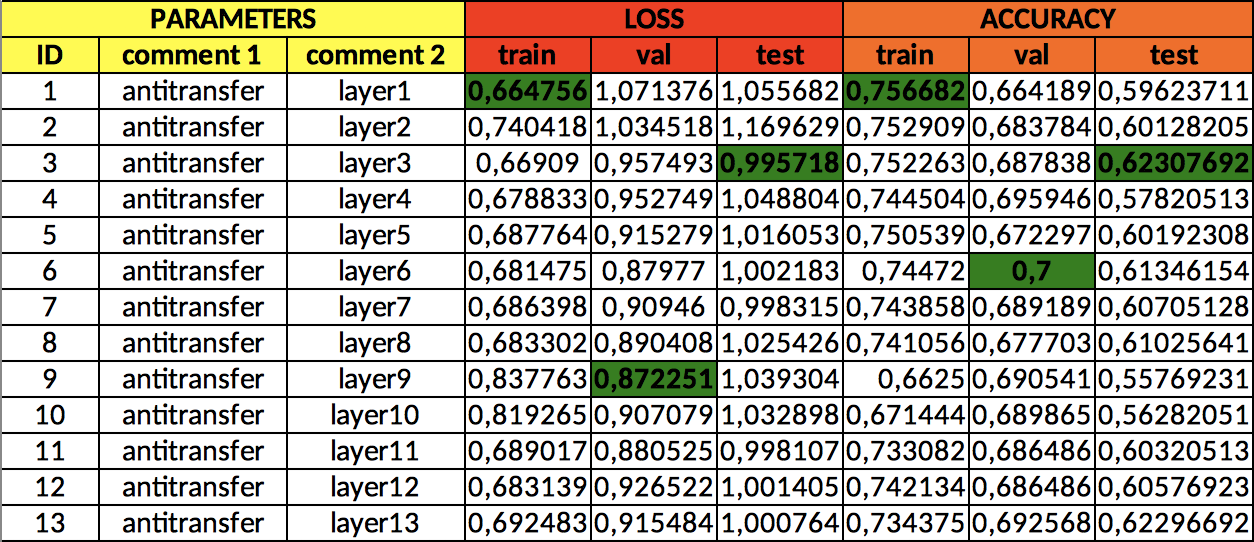 PARAMETERS LOSS ACCURACY
ID comment 1 comment 2 train val test train val test
1 antitransfer layer1 0,664756 1,071376 1,055682 0,756682 0,664189 0,59623711
2 antitransfer layer2 0,740418 1,034518 1,169629 0,752909 0,683784 0,60128205
3 antitransfer layer3 0,66909 0,957493 0,995718 0,752263 0,687838 0,62307692
4 antitransfer layer4 0,678833 0,952749 1,048804 0,744504 0,695946 0,57820513
5 antitransfer layer5 0,687764 0,915279 1,016053 0,750539 0,672297 0,60192308
6 antitransfer layer6 0,681475 0,87977 1,002183 0,74472 0,7 0,61346154
7 antitransfer layer7 0,686398 0,90946 0,998315 0,743858 0,689189 0,60705128
8 antitransfer layer8 0,683302 0,890408 1,025426 0,741056 0,677703 0,61025641
9 antitransfer layer9 0,837763 0,872251 1,039304 0,6625 0,690541 0,55769231
10 antitransfer layer10 0,819265 0,907079 1,032898 0,671444 0,689865 0,56282051
11 antitransfer layer11 0,689017 0,880525 0,998107 0,733082 0,686486 0,60320513
12 antitransfer layer12 0,683139 0,926522 1,001405 0,742134 0,686486 0,60576923
13 antitransfer layer13 0,692483 0,915484 1,000764 0,734375 0,692568 0,62296692